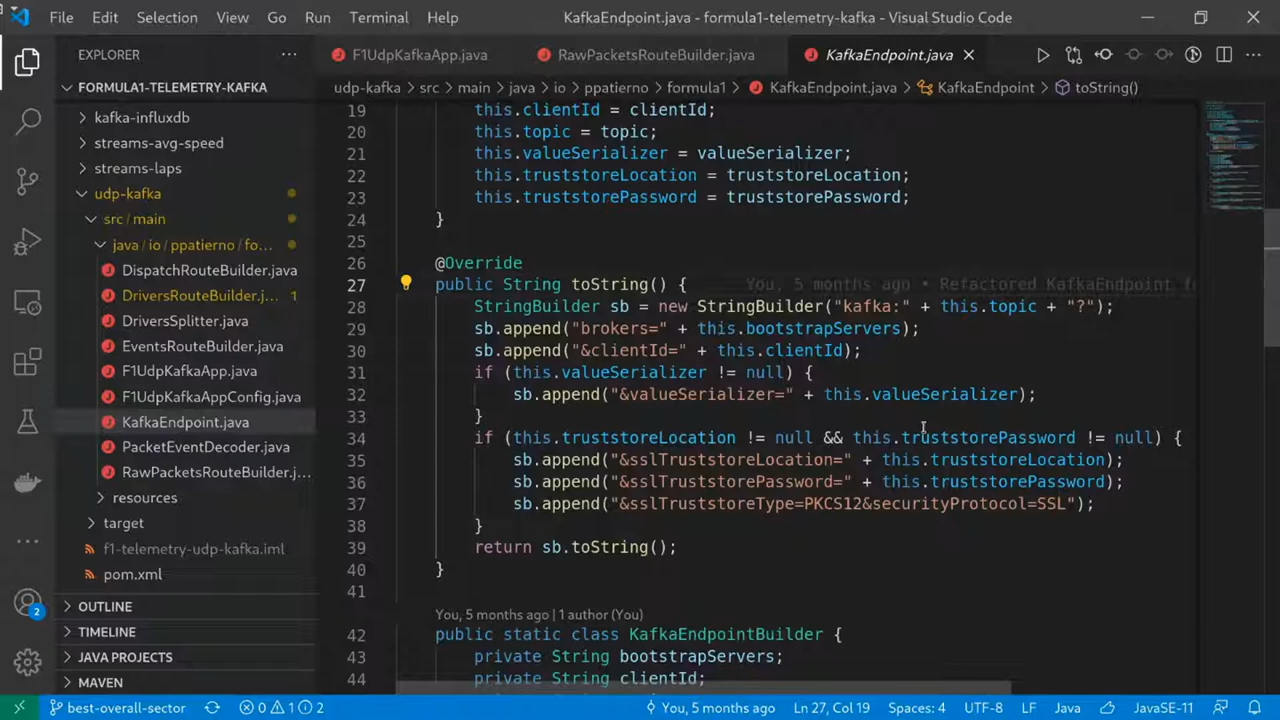 File Edit Selection View Go Run Terminal Help KafkaEndpoint.java - formula1-telemetry-kafka - Visual Studio Code
EXPLORER ···
F1UdpKafkaApp.java RawPacketsRouteBuilder.java KafkaEndpoint.java
FORMULA1-TELEMETRY-KAFKA
udp-kafka > src > main > java > io > ppatierno > formula1 > KafkaEndpoint.java > KafkaEndpoint > toString()
kafka-influxdb
streams-avg-speed
streams-laps
udp-kafka
src / main
java / io / ppatierno / fo...
DispatchRouteBuilder.java
DriversRouteBuilder.j... 1
DriversSplitter.java
EventsRouteBuilder.java
F1UdpKafkaApp.java
F1UdpKafkaAppConfig.java
KafkaEndpoint.java
PacketEventDecoder.java
RawPacketsRouteBuilder.j...
resources
target
f1-telemetry-udp-kafka.iml
pom.xml
OUTLINE
TIMELINE
JAVA PROJECTS
MAVEN
2
19 this.clientId = clientId;
20 this.topic = topic;
21 this.valueSerializer = valueSerializer;
22 this.truststoreLocation = truststoreLocation;
23 this.truststorePassword = truststorePassword;
24 }
25
26 @Override
27 public String toString() { You, 5 months ago • Refactored KafkaEndpoint f
28 StringBuilder sb = new StringBuilder("kafka:" + this.topic + "?");
29 sb.append("brokers=" + this.bootstrapServers);
30 sb.append("&clientId=" + this.clientId);
31 if (this.valueSerializer != null) {
32 sb.append("&valueSerializer=" + this.valueSerializer);
33 }
34 if (this.truststoreLocation != null && this.truststorePassword != null) {
35 sb.append("&sslTruststoreLocation=" + this.truststoreLocation);
36 sb.append("&sslTruststorePassword=" + this.truststorePassword);
37 sb.append("&sslTruststoreType=PKCS12&securityProtocol=SSL");
38 }
39 return sb.toString();
40 }
41
You, 5 months ago | 1 author (You)
42 public static class KafkaEndpointBuilder {
43 private String bootstrapServers;
44 private String clientId;
best-overall-sector 0 1 2 You, 5 months ago Ln 27, Col 19 Spaces: 4 UTF-8 LF Java JavaSE-11